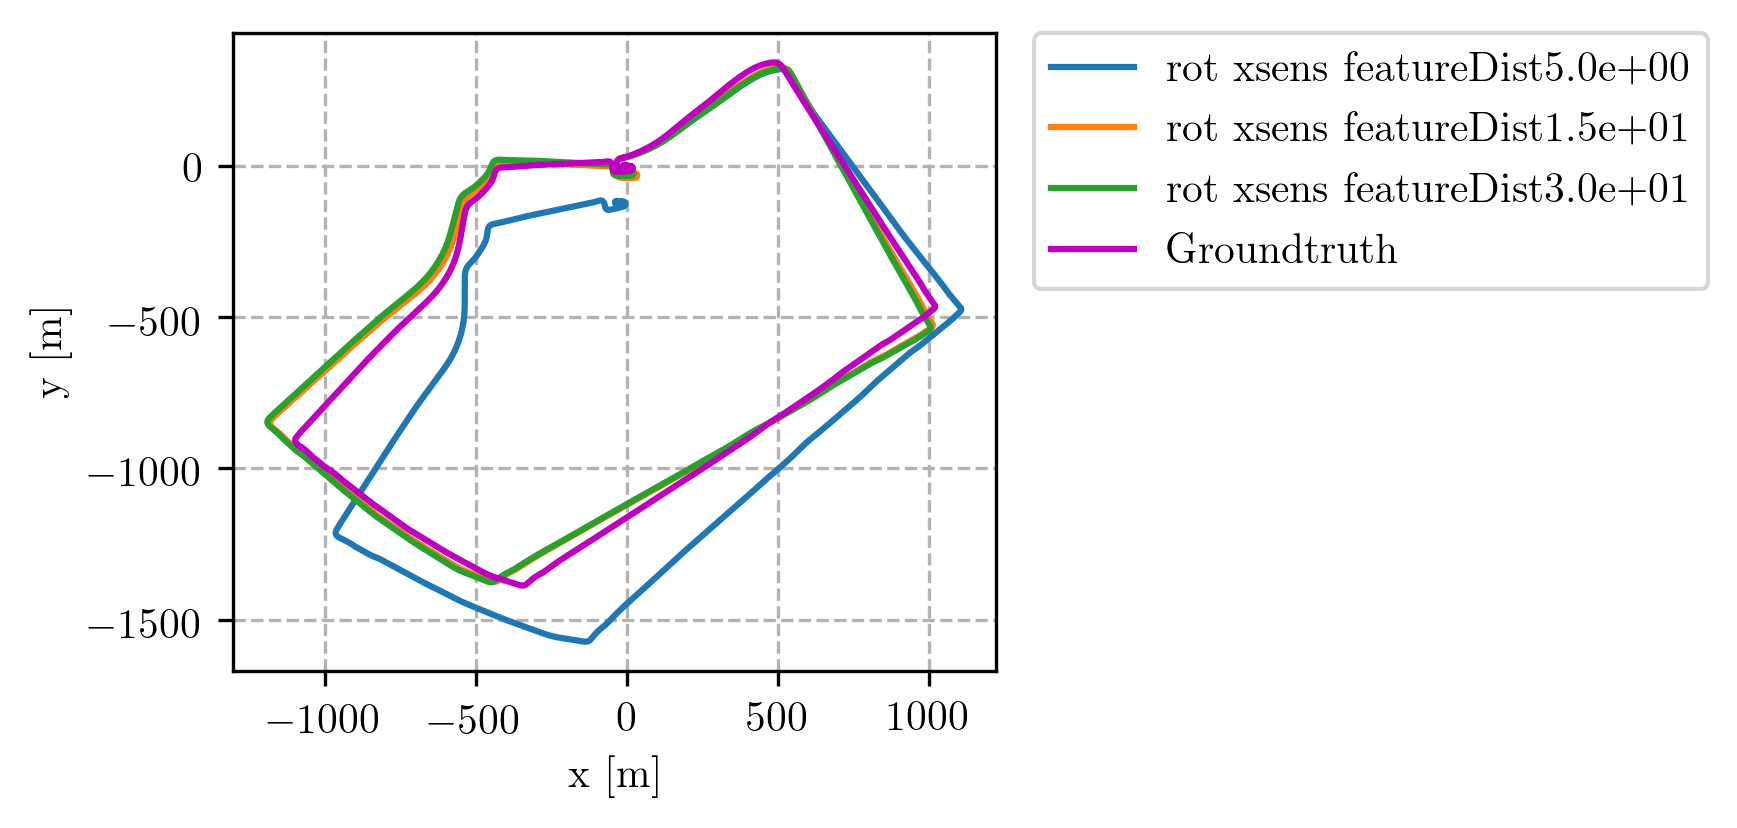 rot xsens featureDist5.0e+00
rot xsens featureDist1.5e+01
rot xsens featureDist3.0e+01
Groundtruth
0
−500
−1000
−1500
y [m]
−1000 −500 0 500 1000
x [m]